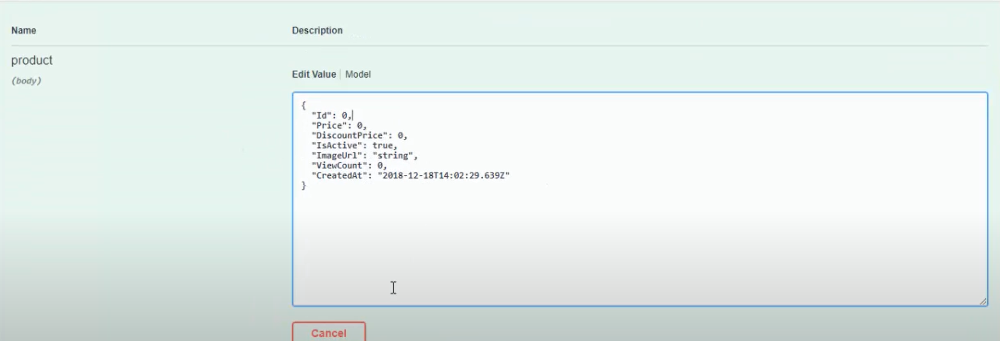 Name Description
product
(body)
Edit Value Model
{
"Id": 0,
"Price": 0,
"DiscountPrice": 0,
"IsActive": true,
"ImageUrl": "string",
"ViewCount": 0,
"CreatedAt": "2018-12-18T14:02:29.639Z"
}
Cancel